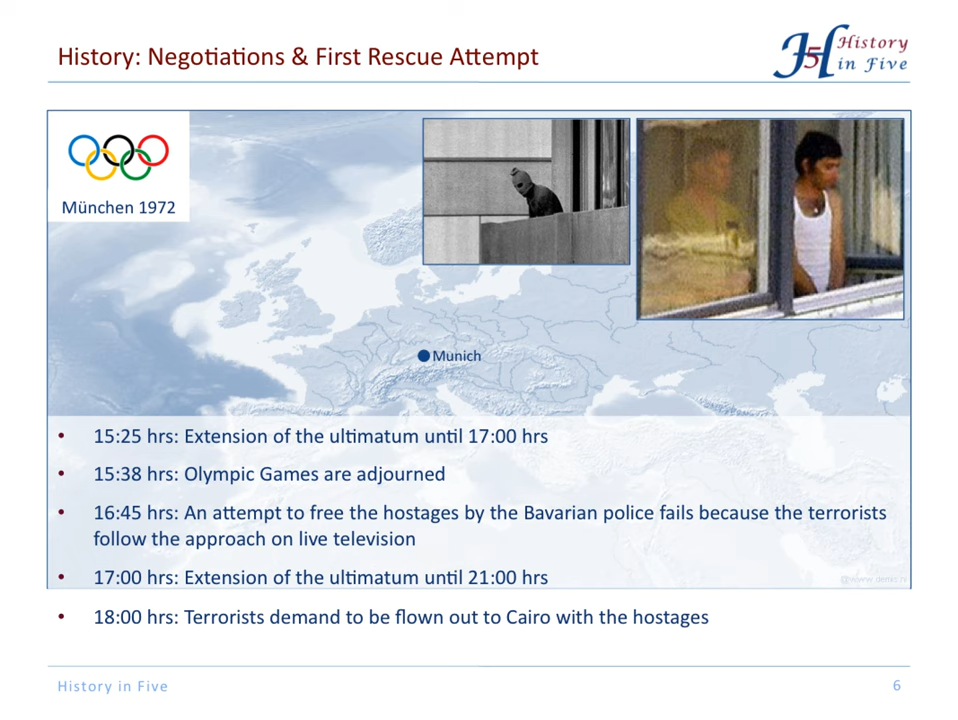 History: Negotiations & First Rescue Attempt
H5 History
in Five
München 1972
Munich
• 15:25 hrs: Extension of the ultimatum until 17:00 hrs
• 15:38 hrs: Olympic Games are adjourned
• 16:45 hrs: An attempt to free the hostages by the Bavarian police fails because the terrorists
follow the approach on live television
• 17:00 hrs: Extension of the ultimatum until 21:00 hrs
• 18:00 hrs: Terrorists demand to be flown out to Cairo with the hostages
History in Five
6